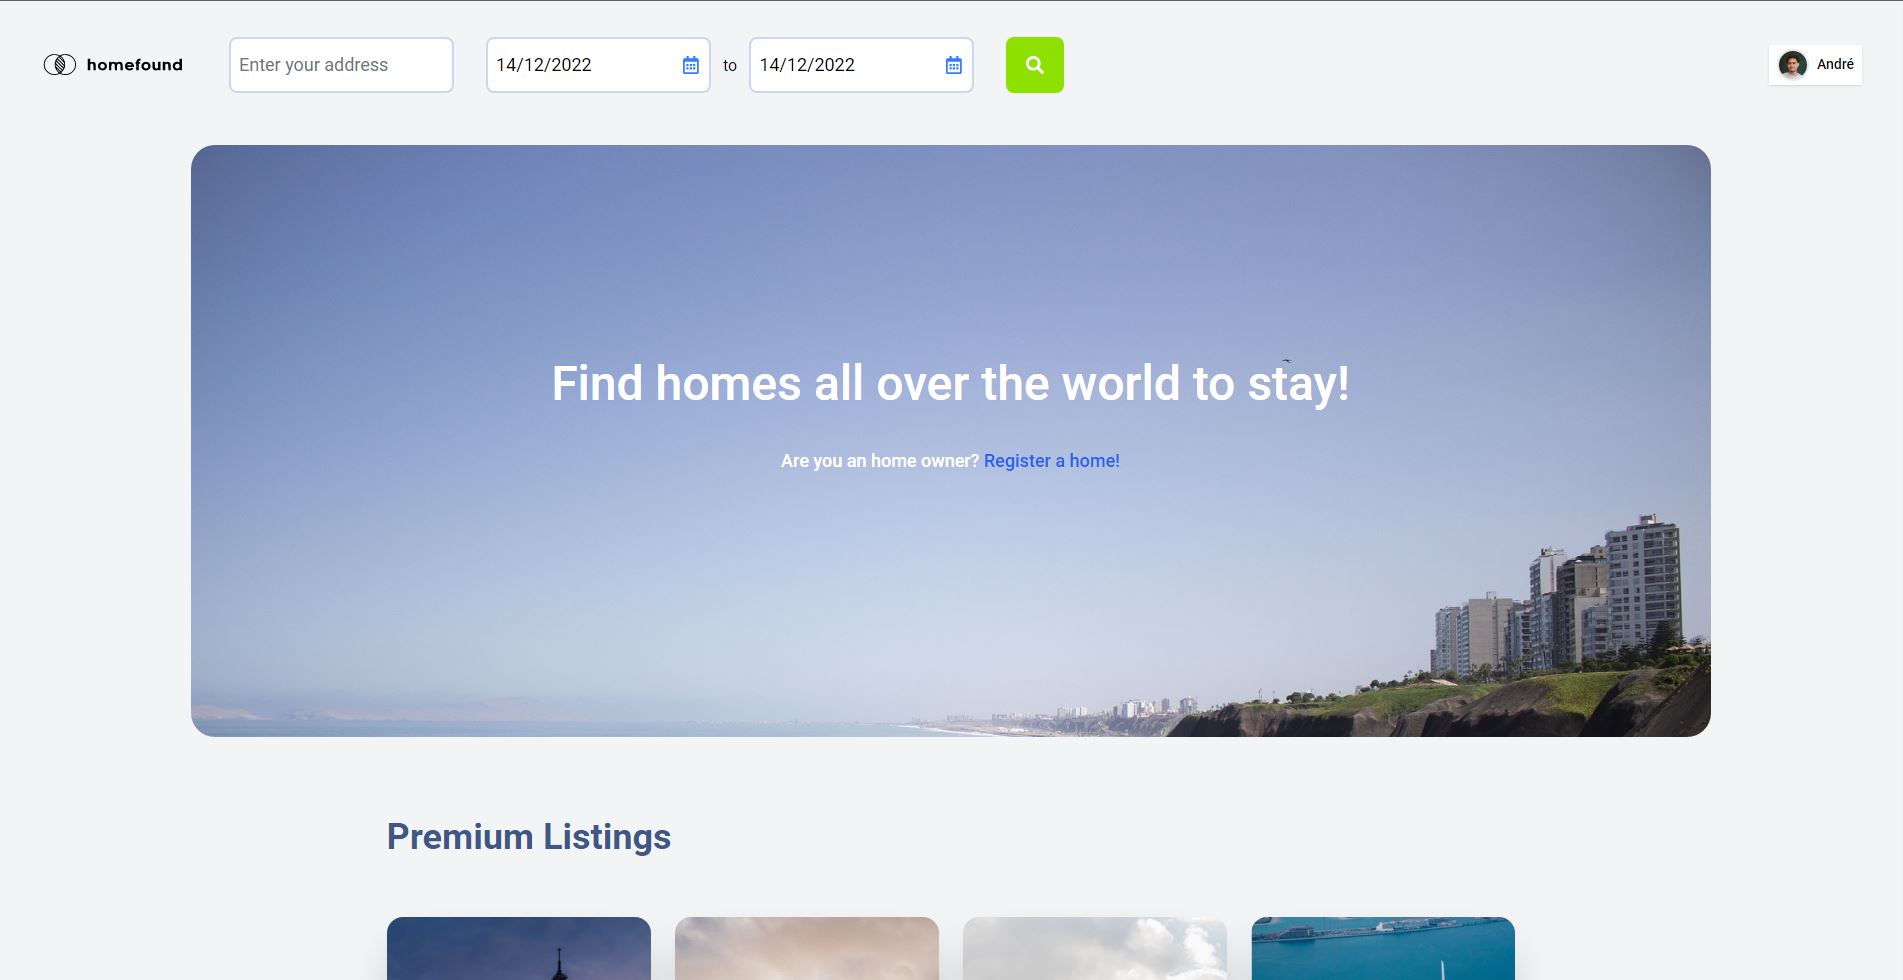 homefound
Enter your address
14/12/2022
to
14/12/2022
André
Find homes all over the world to stay!
Are you an home owner? Register a home!
Premium Listings